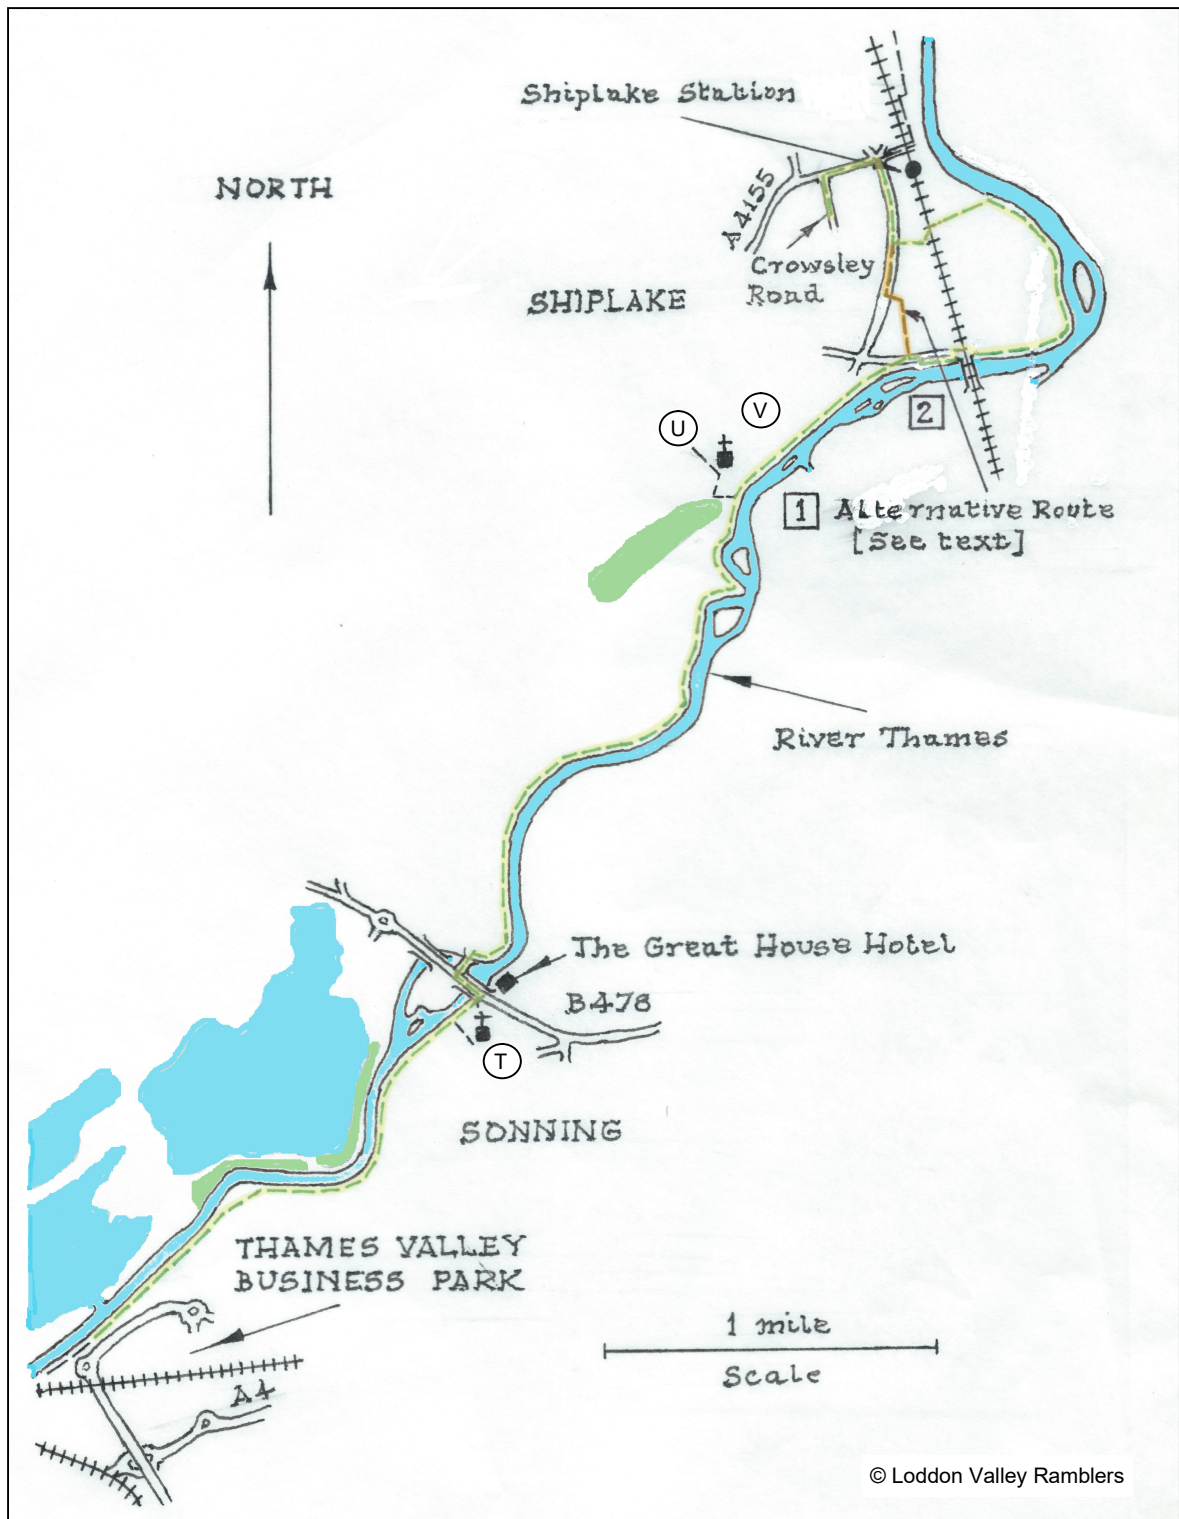 Shiplake Station
NORTH
A4155
Crowsley
Road
SHIPLAKE
U
V
2
1
Alternative Route
[See text]
River Thames
The Great House Hotel
B478
T
SONNING
THAMES VALLEY
BUSINESS PARK
1 mile
Scale
A4
© Loddon Valley Ramblers